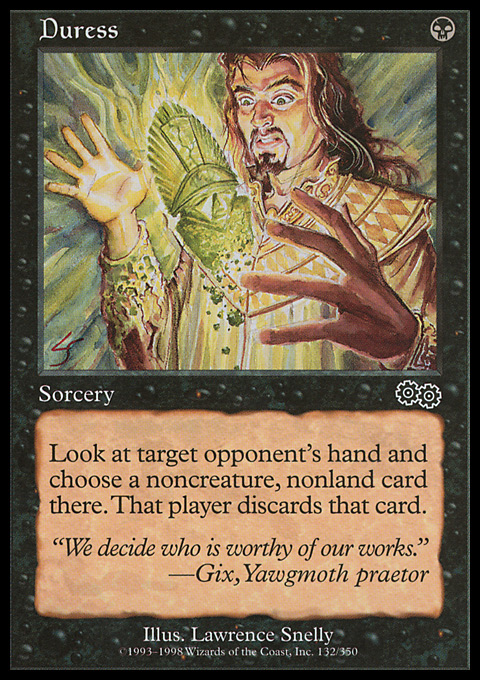 Duress
Sorcery
Look at target opponent's hand and
choose a noncreature, nonland card
there. That player discards that card.
“We decide who is worthy of our works.”
—Gix, Yawgmoth praetor
Illus. Lawrence Snelly
©1993–1998 Wizards of the Coast, Inc. 132/350